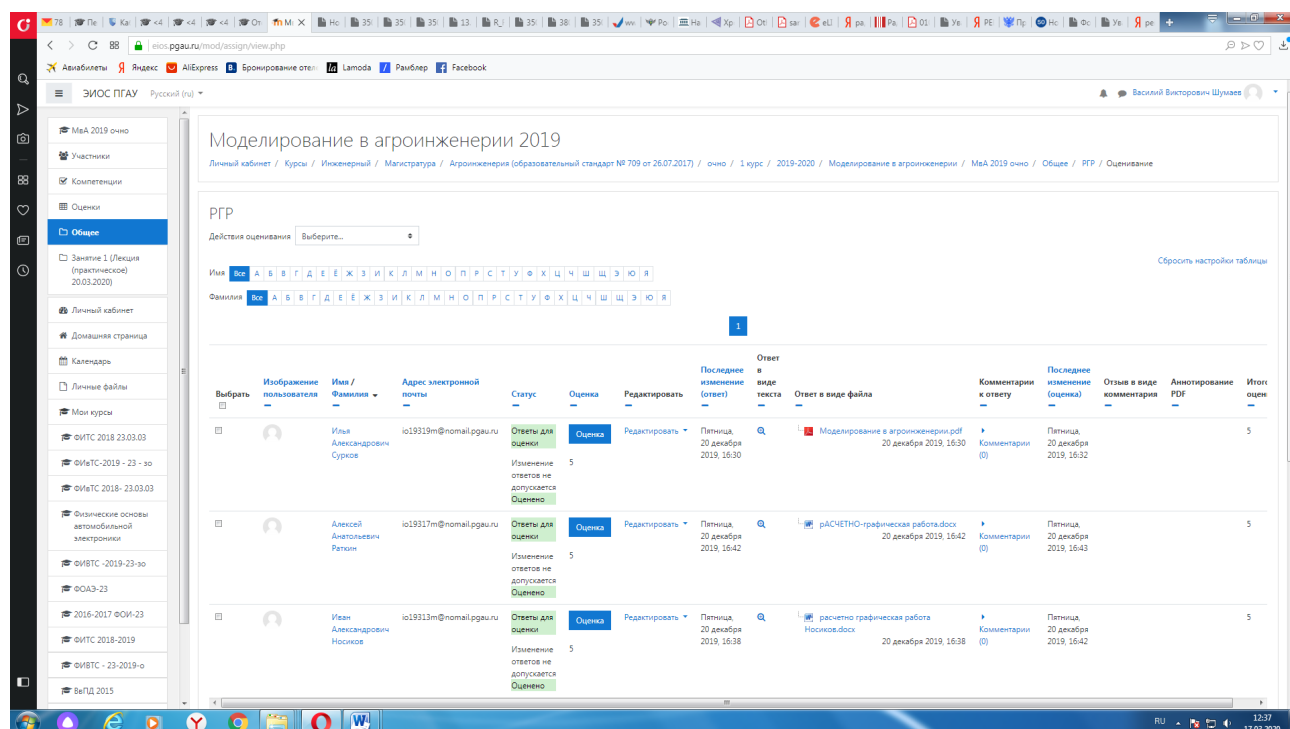 eios.pgau.ru/mod/assign/view.php
Авиабилеты Яндекс AliExpress Бронирование отел Lamoda Рамблер Facebook
ЭИОС ПГАУ Русский (ru)
Василий Викторович Шумаев
МвА 2019 очно
Участники
Компетенции
Оценки
Общее
Занятие 1 (Лекция
(практическое)
20.03.2020)
Личный кабинет
Домашняя страница
Календарь
Личные файлы
Мои курсы
ФИТС 2018 23.03.03
ФИвТС-2019 - 23 - зо
ФИвТС 2018- 23.03.03
Физические основы
автомобильной
электроники
ФИВТС -2019-23-зо
ФОАЭ-23
2016-2017 ФОИ-23
ФИТС 2018-2019
ФИВТС - 23-2019-о
ВвПД 2015
Моделирование в агроинженерии 2019
Личный кабинет / Курсы / Инженерный / Магистратура / Агроинженерия (образовательный стандарт № 709 от 26.07.2017) / очно / 1 курс / 2019-2020 / Моделирование в агроинженерии / МвА 2019 очно / Общее / РГР / Оценивание
РГР
Действия оценивания Выберите...
Сбросить настройки таблицы
Имя Все А Б В Г Д Е Ё Ж З И К Л М Н О П Р С Т У Ф Х Ц Ч Ш Щ Э Ю Я
Фамилия Все А Б В Г Д Е Ё Ж З И К Л М Н О П Р С Т У Ф Х Ц Ч Ш Щ Э Ю Я
1
Выбрать
Изображение
пользователя
Имя /
Фамилия
Адрес электронной
почты
Статус
Оценка
Редактировать
Последнее
изменение
(ответ)
Ответ
в
виде
текста
Ответ в виде файла
Комментарии
к ответу
Последнее
изменение
(оценка)
Отзыв в виде
комментария
Аннотирование
PDF
Итого
оцен
Илья
Александрович
Сурков
io19319m@nomail.pgau.ru
Ответы для
оценки
Изменение
ответов не
допускается
Оценено
Оценка
5
Редактировать
Пятница,
20 декабря
2019, 16:30
Моделирование в агроинженерии.pdf
20 декабря 2019, 16:30
Комментарии
(0)
Пятница,
20 декабря
2019, 16:32
5
Алексей
Анатольевич
Раткин
io19317m@nomail.pgau.ru
Ответы для
оценки
Изменение
ответов не
допускается
Оценено
Оценка
5
Редактировать
Пятница,
20 декабря
2019, 16:42
рАСЧЕТНО-графическая работа.docx
20 декабря 2019, 16:42
Комментарии
(0)
Пятница,
20 декабря
2019, 16:43
5
Иван
Александрович
Носиков
io19313m@nomail.pgau.ru
Ответы для
оценки
Изменение
ответов не
допускается
Оценено
Оценка
5
Редактировать
Пятница,
20 декабря
2019, 16:38
расчетно графическая работа
Носиков.docx
20 декабря 2019, 16:38
Комментарии
(0)
Пятница,
20 декабря
2019, 16:42
5
RU
12:37
17.03.2020